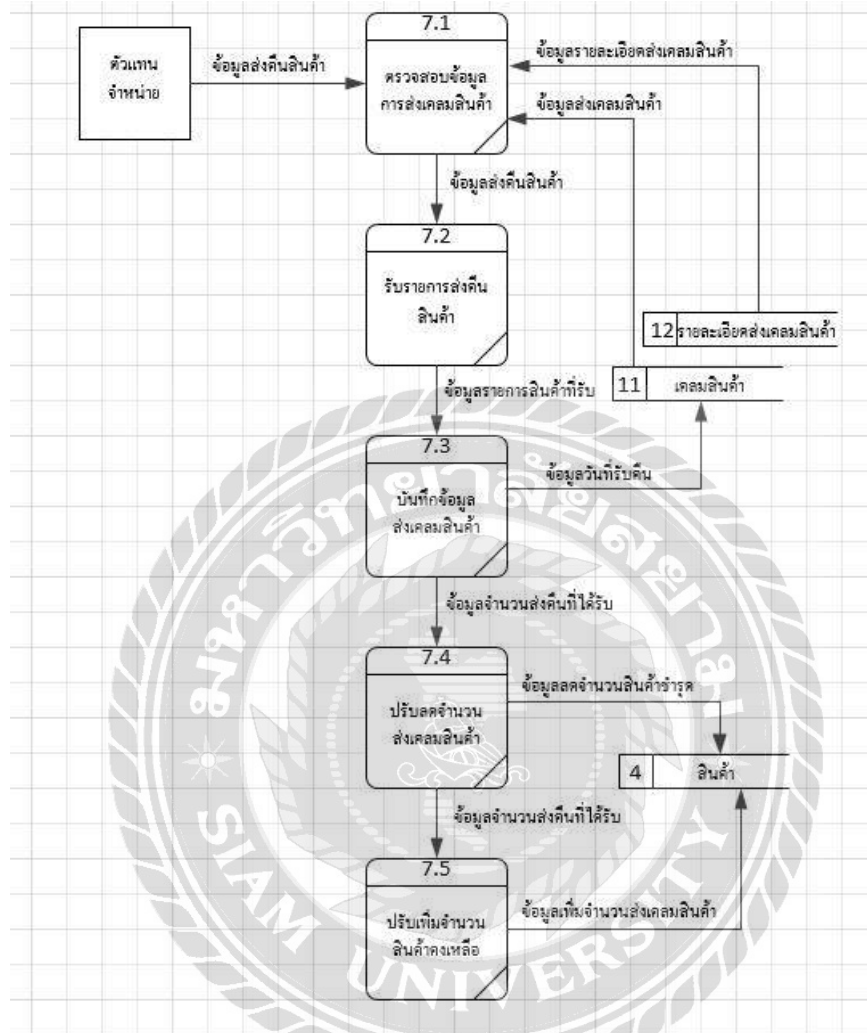 7.1
ตัวแทน
จำหน่าย
ข้อมูลส่งคืนสินค้า
ตรวจสอบข้อมูล
การส่งเคลมสินค้า
ข้อมูลรายละเอียดส่งเคลมสินค้า
ข้อมูลส่งเคลมสินค้า
ข้อมูลส่งคืนสินค้า
7.2
รับรายการส่งคืน
สินค้า
12 รายละเอียดส่งเคลมสินค้า
11 เคลมสินค้า
ข้อมูลรายการสินค้าที่รับ
7.3
บันทึกข้อมูล
ส่งเคลมสินค้า
ข้อมูลวันที่รับคืน
ข้อมูลจำนวนส่งคืนที่ได้รับ
7.4
ปรับลดจำนวน
ส่งเคลมสินค้า
ข้อมูลลดจำนวนสินค้าชำรุด
4 สินค้า
ข้อมูลจำนวนส่งคืนที่ได้รับ
7.5
ปรับเพิ่มจำนวน
สินค้าคงเหลือ
ข้อมูลเพิ่มจำนวนส่งเคลมสินค้า
มหาวิทยาลัยสยาม
SIAM UNIVERSITY